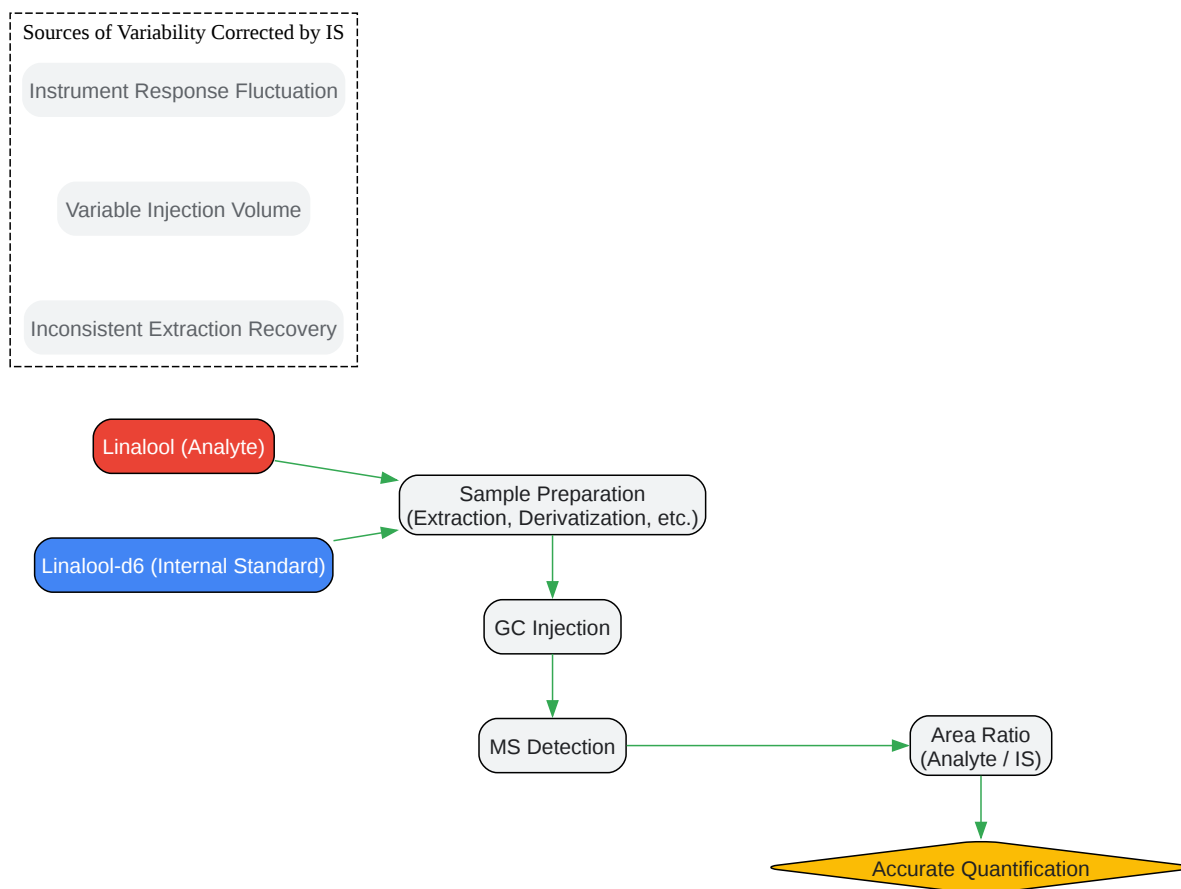 Sources of Variability Corrected by IS
Instrument Response Fluctuation
Variable Injection Volume
Inconsistent Extraction Recovery
Linalool (Analyte)
Linalool-d6 (Internal Standard)
Sample Preparation
(Extraction, Derivatization, etc.)
GC Injection
MS Detection
Area Ratio
(Analyte / IS)
Accurate Quantification